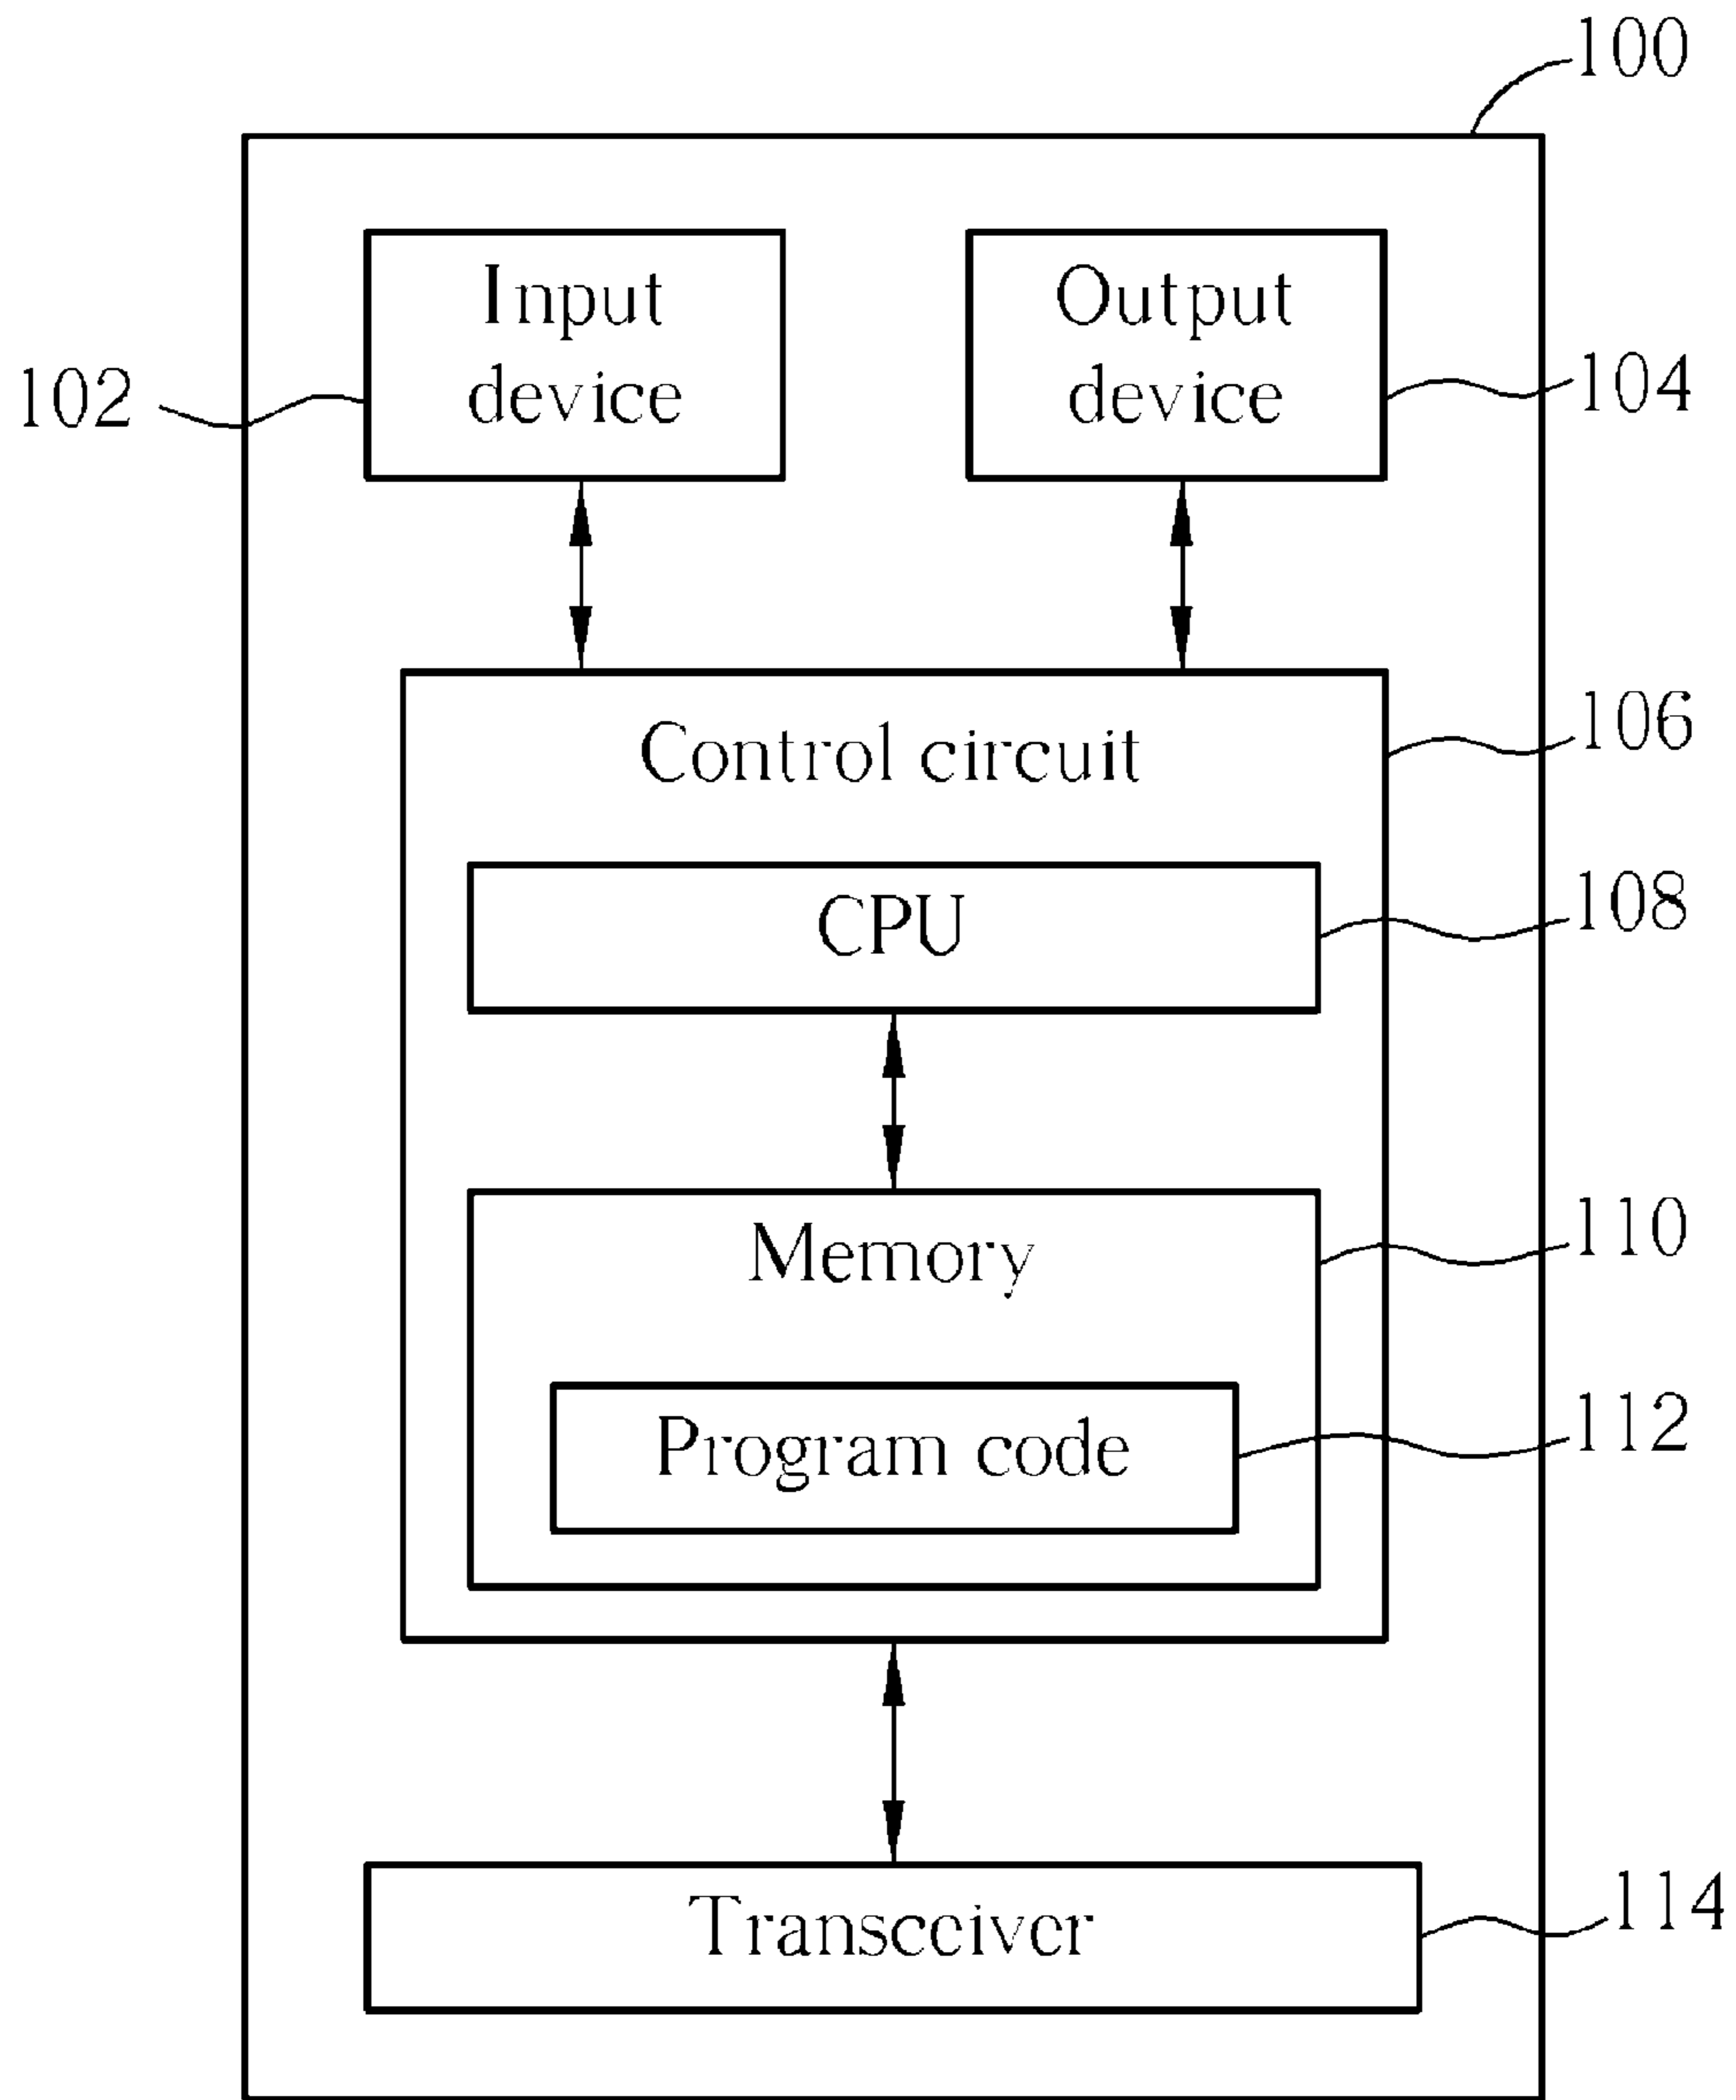 100
Input
device
Output
device
102
104
Control circuit
106
CPU
108
Memory
110
Program code
112
Transceiver
114